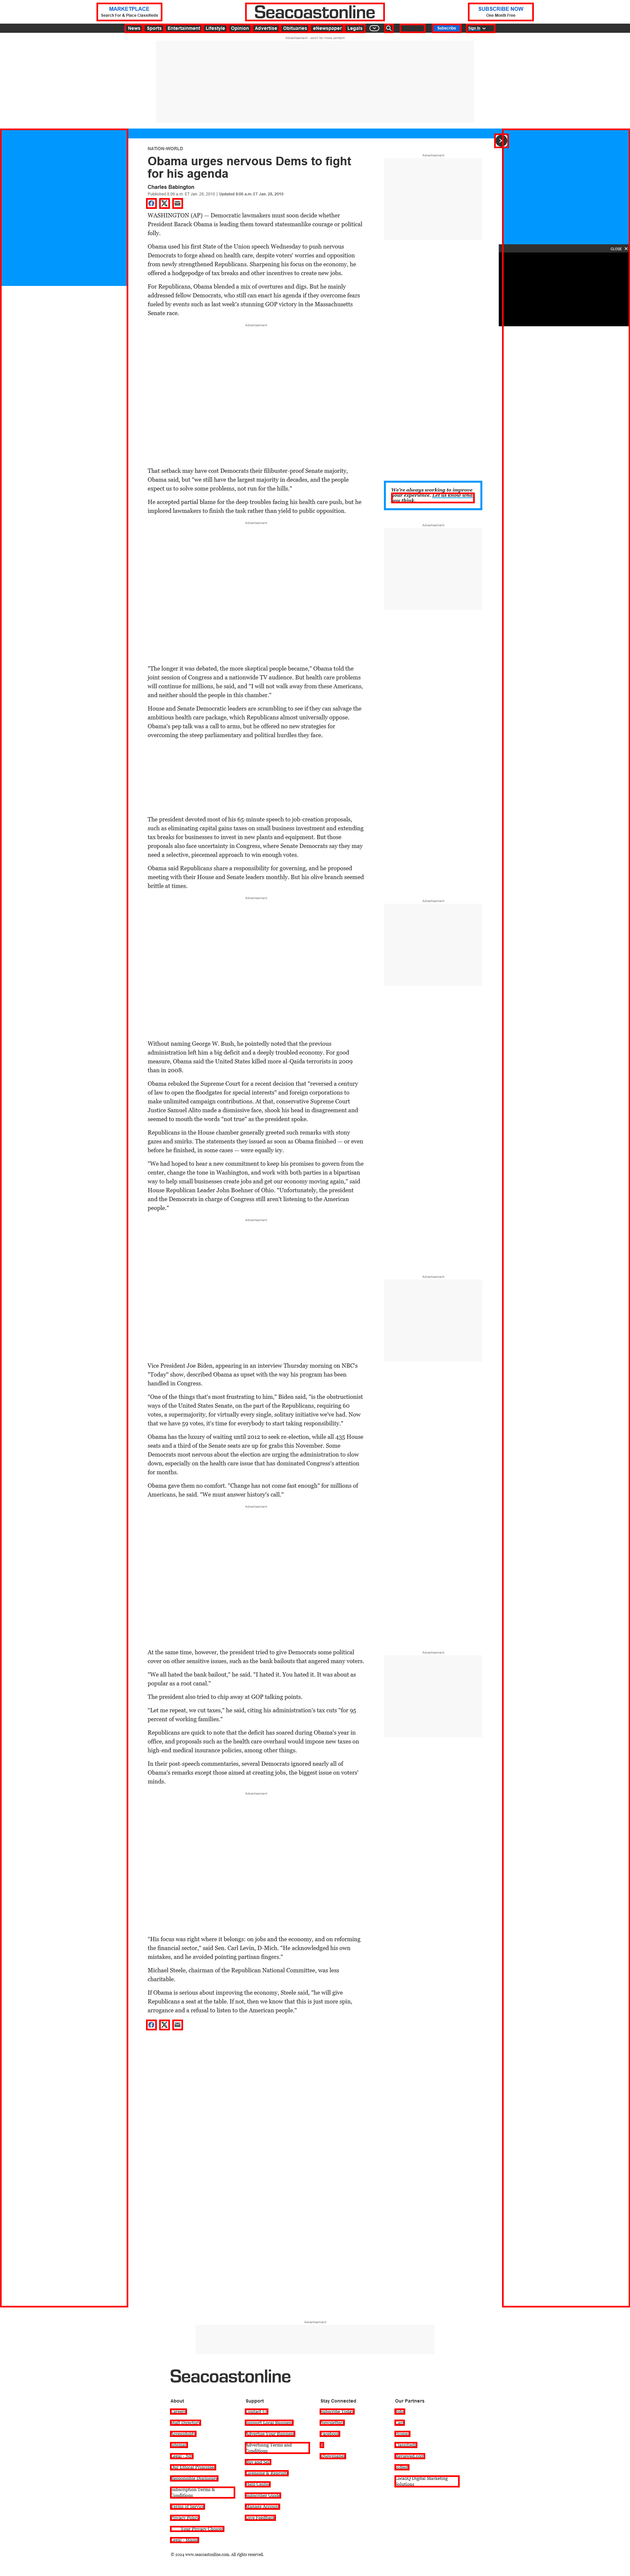 MARKETPLACE
Search For & Place Classifieds
Seacoastonline
SUBSCRIBE NOW
One Month Free
News Sports Entertainment Lifestyle Opinion Advertise Obituaries eNewspaper Legals Subscribe Sign In
NATION-WORLD
Obama urges nervous Dems to fight
for his agenda
Charles Babington
WASHINGTON (AP) — Democratic lawmakers must soon decide whether
President Barack Obama is leading them toward statesmanlike courage or political
folly.
Obama used his first State of the Union speech Wednesday to push nervous
Democrats to forge ahead on health care, despite voters' worries and opposition
from newly strengthened Republicans. Sharpening his focus on the economy, he
offered a hodgepodge of tax breaks and other incentives to create new jobs.
For Republicans, Obama blended a mix of overtures and digs. But he mainly
addressed fellow Democrats, who still can enact his agenda if they overcome fears
fueled by events such as last week's stunning GOP victory in the Massachusetts
Senate race.
CLOSE
Advertisement
That setback may have cost Democrats their filibuster-proof Senate majority,
Obama said, but "we still have the largest majority in decades, and the people
expect us to solve some problems, not run for the hills."
He accepted partial blame for the deep troubles facing his health care push, but he
implored lawmakers to finish the task rather than yield to public opposition.
We're always working to improve
your experience. Let us know what
you think.
Advertisement
Advertisement
"The longer it was debated, the more skeptical people became," Obama told the
joint session of Congress and a nationwide TV audience. But health care problems
will continue for millions, he said, and "I will not walk away from these Americans,
and neither should the people in this chamber."
House and Senate Democratic leaders are scrambling to see if they can salvage the
ambitious health care package, which Republicans almost universally oppose.
Obama's pep talk was a call to arms, but he offered no new strategies for
overcoming the steep parliamentary and political hurdles they face.
The president devoted most of his 65-minute speech to job-creation proposals,
such as eliminating capital gains taxes on small business investment and extending
tax breaks for businesses to invest in new plants and equipment. But those
proposals also face uncertainty in Congress, where Senate Democrats say they may
need a selective, piecemeal approach to win enough votes.
Obama said Republicans share a responsibility for governing, and he proposed
meeting with their House and Senate leaders monthly. But his olive branch seemed
brittle at times.
Advertisement
Advertisement
Without naming George W. Bush, he pointedly noted that the previous
administration left him a big deficit and a deeply troubled economy. For good
measure, Obama said the United States killed more al-Qaida terrorists in 2009
than in 2008.
Obama rebuked the Supreme Court for a recent decision that "reversed a century
of law to open the floodgates for special interests" and foreign corporations to
make unlimited campaign contributions. At that, conservative Supreme Court
Justice Samuel Alito made a dismissive face, shook his head in disagreement and
seemed to mouth the words "not true" as the president spoke.
Republicans in the House chamber generally greeted such remarks with stony
gazes and smirks. The statements they issued as soon as Obama finished — or even
before he finished, in some cases — were equally icy.
"We had hoped to hear a new commitment to keep his promises to govern from the
center, change the tone in Washington, and work with both parties in a bipartisan
way to help small businesses create jobs and get our economy moving again," said
House Republican Leader John Boehner of Ohio. "Unfortunately, the president
and the Democrats in charge of Congress still aren't listening to the American
people."
Advertisement
Advertisement
Vice President Joe Biden, appearing in an interview Thursday morning on NBC's
"Today" show, described Obama as upset with the way his program has been
handled in Congress.
"One of the things that's most frustrating to him," Biden said, "is the obstructionist
ways of the United States Senate, on the part of the Republicans, requiring 60
votes, a supermajority, for virtually every single, solitary initiative we've had. Now
that we have 59 votes, it's time for everybody to start taking responsibility."
Obama has the luxury of waiting until 2012 to seek re-election, while all 435 House
seats and a third of the Senate seats are up for grabs this November. Some
Democrats most nervous about the election are urging the administration to slow
down, especially on the health care issue that has dominated Congress's attention
for months.
Obama gave them no comfort. "Change has not come fast enough" for millions of
Americans, he said. "We must answer history's call."
Advertisement
At the same time, however, the president tried to give Democrats some political
cover on other sensitive issues, such as the bank bailouts that angered many voters.
Advertisement
"We all hated the bank bailout," he said. "I hated it. You hated it. It was about as
popular as a root canal."
The president also tried to chip away at GOP talking points.
"Let me repeat, we cut taxes," he said, citing his administration's tax cuts "for 95
percent of working families."
Republicans are quick to note that the deficit has soared during Obama's year in
office, and proposals such as the health care overhaul would impose new taxes on
high-end medical insurance policies, among other things.
In their post-speech commentaries, several Democrats ignored nearly all of
Obama's remarks except those aimed at creating jobs, the biggest issue on voters'
minds.
Advertisement
"His focus was right where it belongs: on jobs and the economy, and on reforming
the financial sector," said Sen. Carl Levin, D-Mich. "He acknowledged his own
mistakes, and he avoided pointing partisan fingers."
Michael Steele, chairman of the Republican National Committee, was less
charitable.
If Obama is serious about improving the economy, Steele said, "he will give
Republicans a seat at the table. If not, then we know that this is just more spin,
arrogance and a refusal to listen to the American people."
Advertisement
Seacoastonline
About Support Stay Connected Our Partners
Advertising Terms and
Conditions
Subscription Terms &
Conditions
LOCALiQ Digital Marketing
Solutions
© 2024 www.seacoastonline.com. All rights reserved.